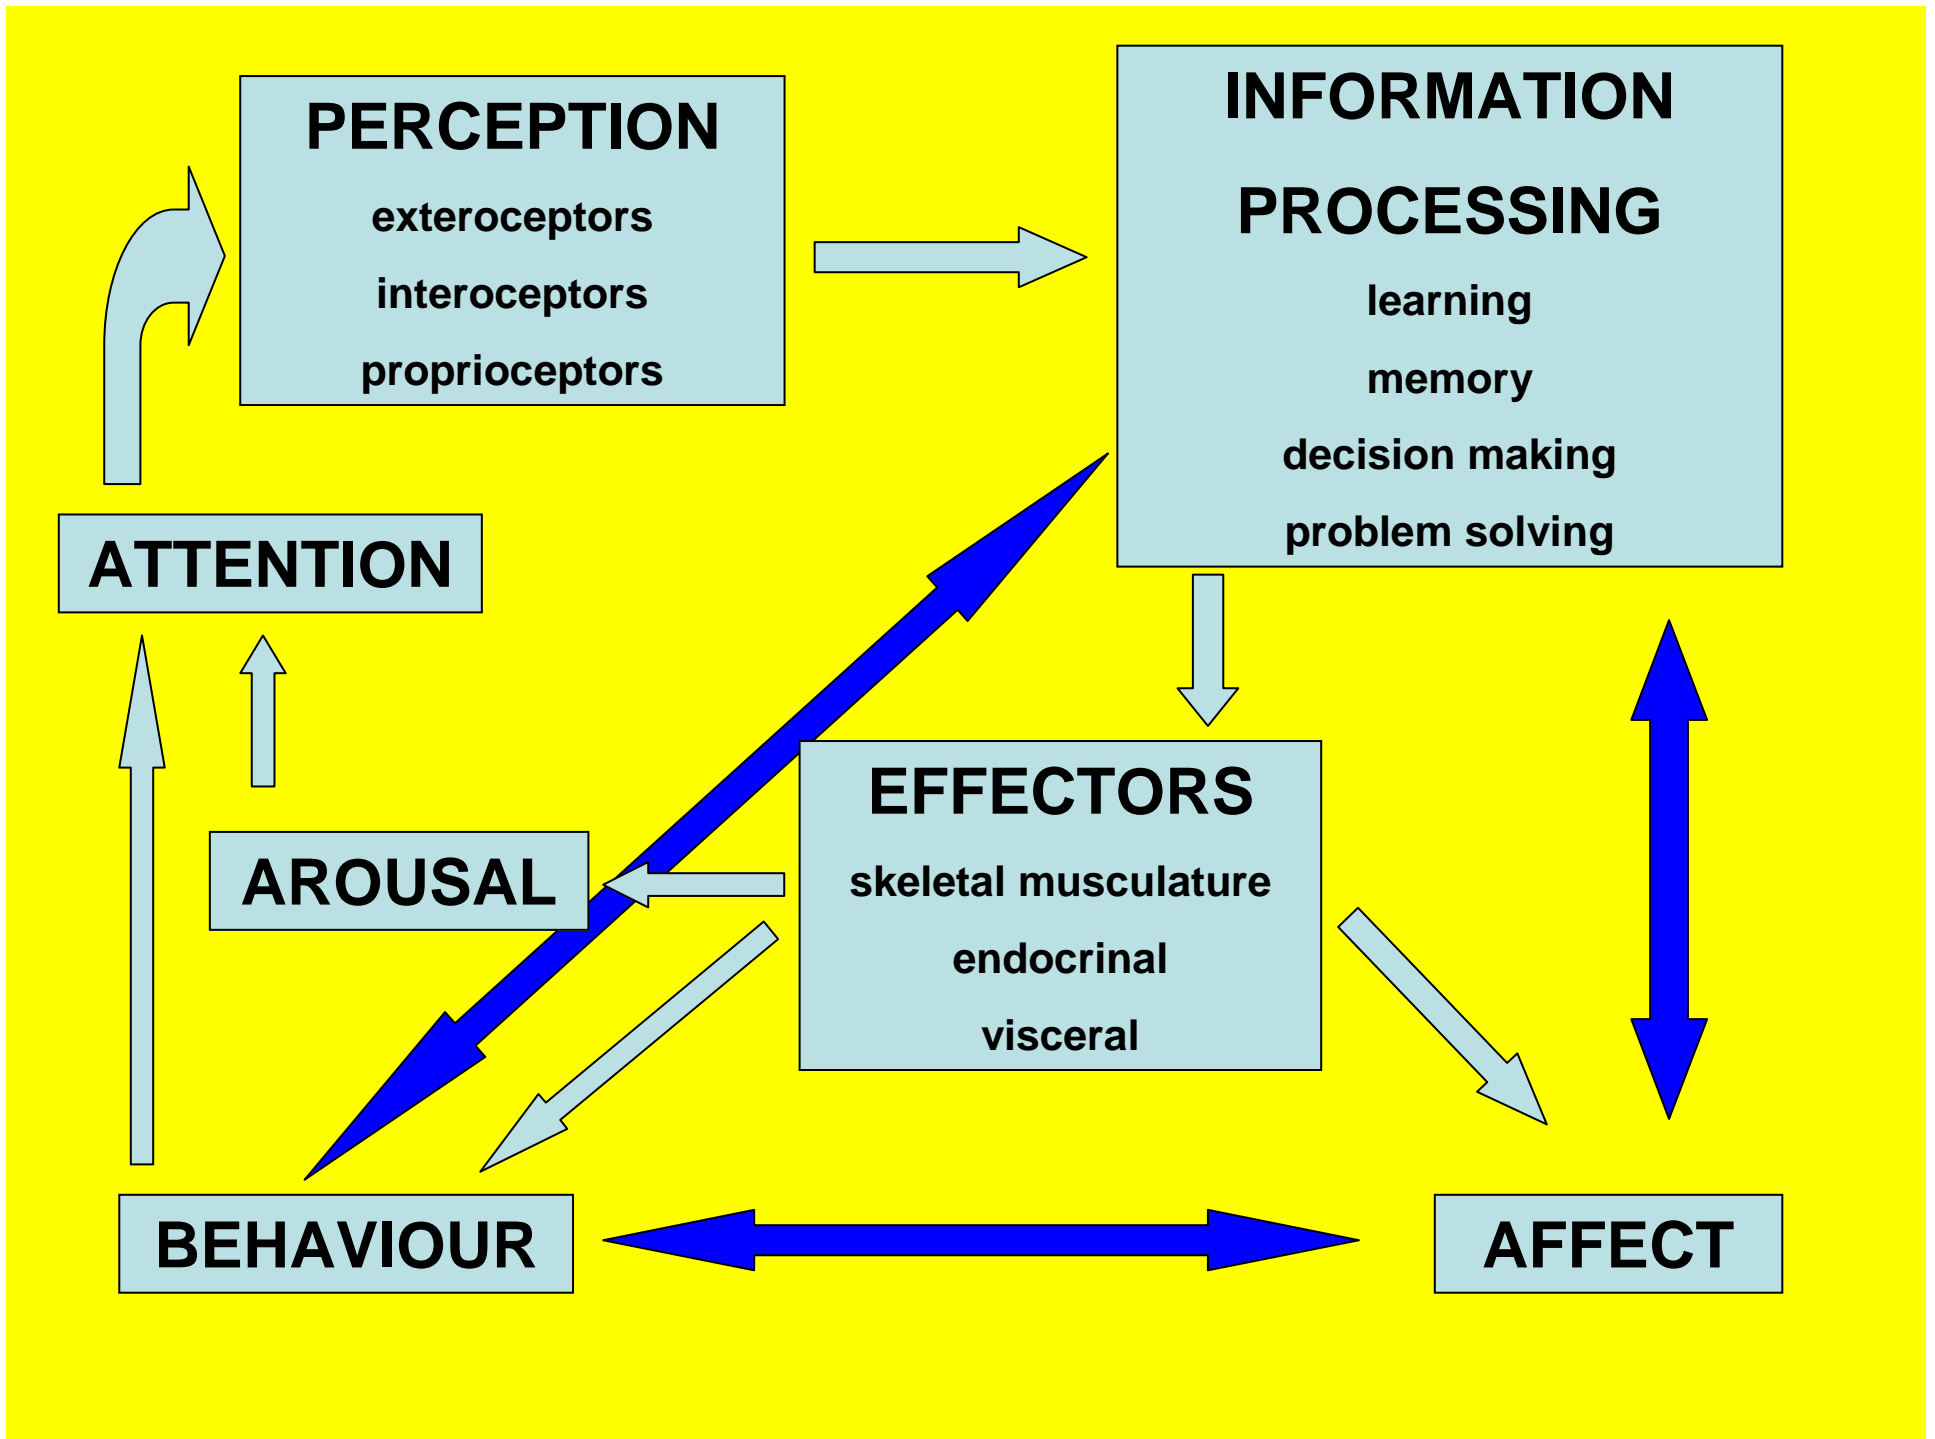 PERCEPTION
exteroceptors
interoceptors
proprioceptors
INFORMATION
PROCESSING
learning
memory
decision making
problem solving
ATTENTION
EFFECTORS
skeletal musculature
endocrinal
visceral
AROUSAL
BEHAVIOUR
AFFECT